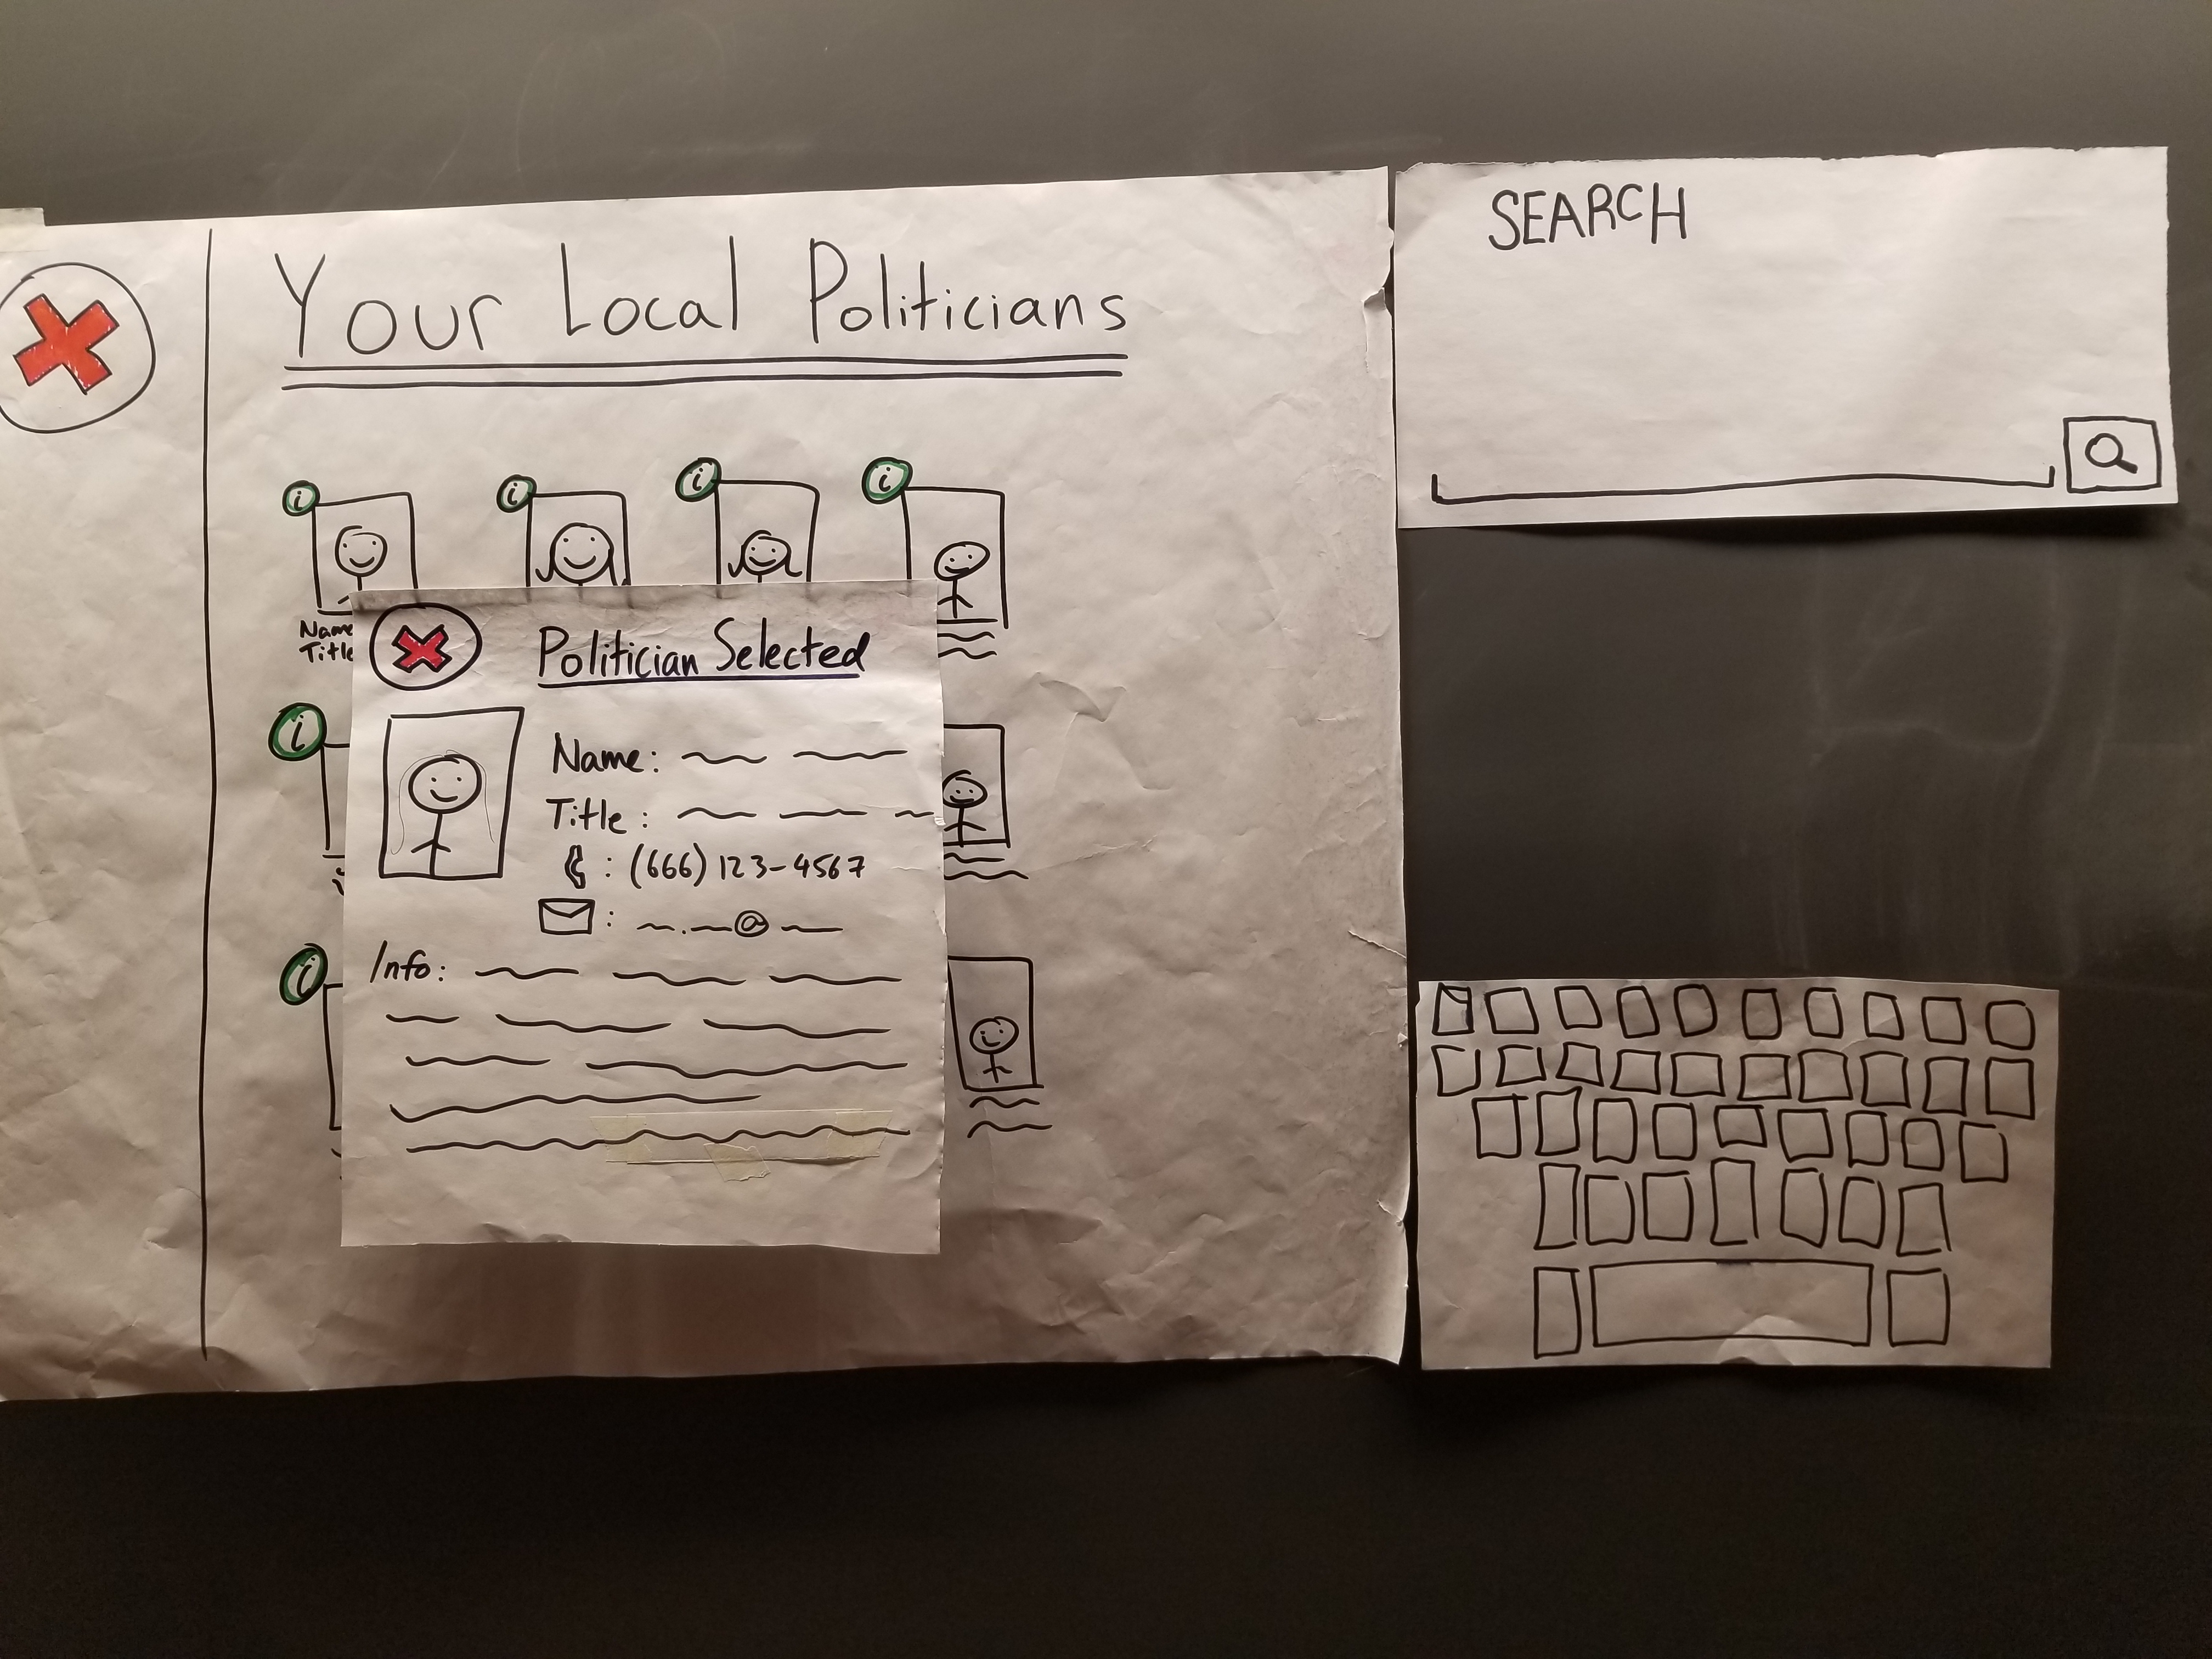 Your Local Politicians
i i i i
Name
Title
i
i
Politician Selected
Name:
Title:
: (666) 123-4567
: . @
Info:
SEARCH